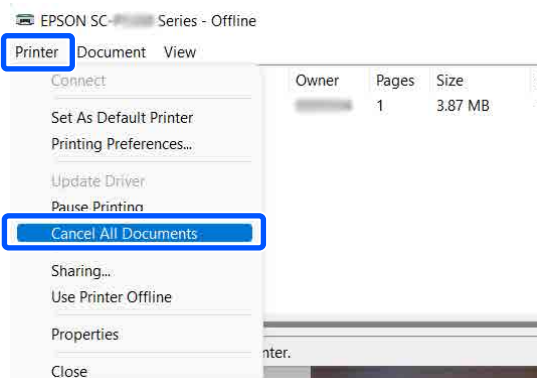 EPSON SC- Series - Offline
Printer Document View
Connect
Owner Pages Size
1 3.87 MB
Set As Default Printer
Printing Preferences...
Update Driver
Pause Printing
Cancel All Documents
Sharing...
Use Printer Offline
Properties
nter.
Close